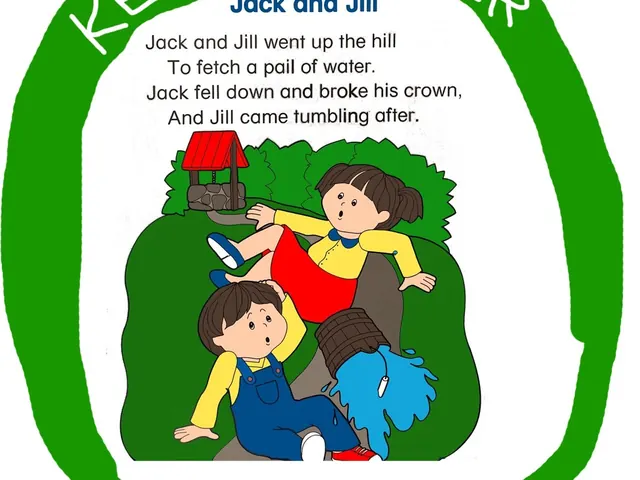 Jack and Jill
Jack and Jill went up the hill
To fetch a pail of water.
Jack fell down and broke his crown,
And Jill came tumbling after.